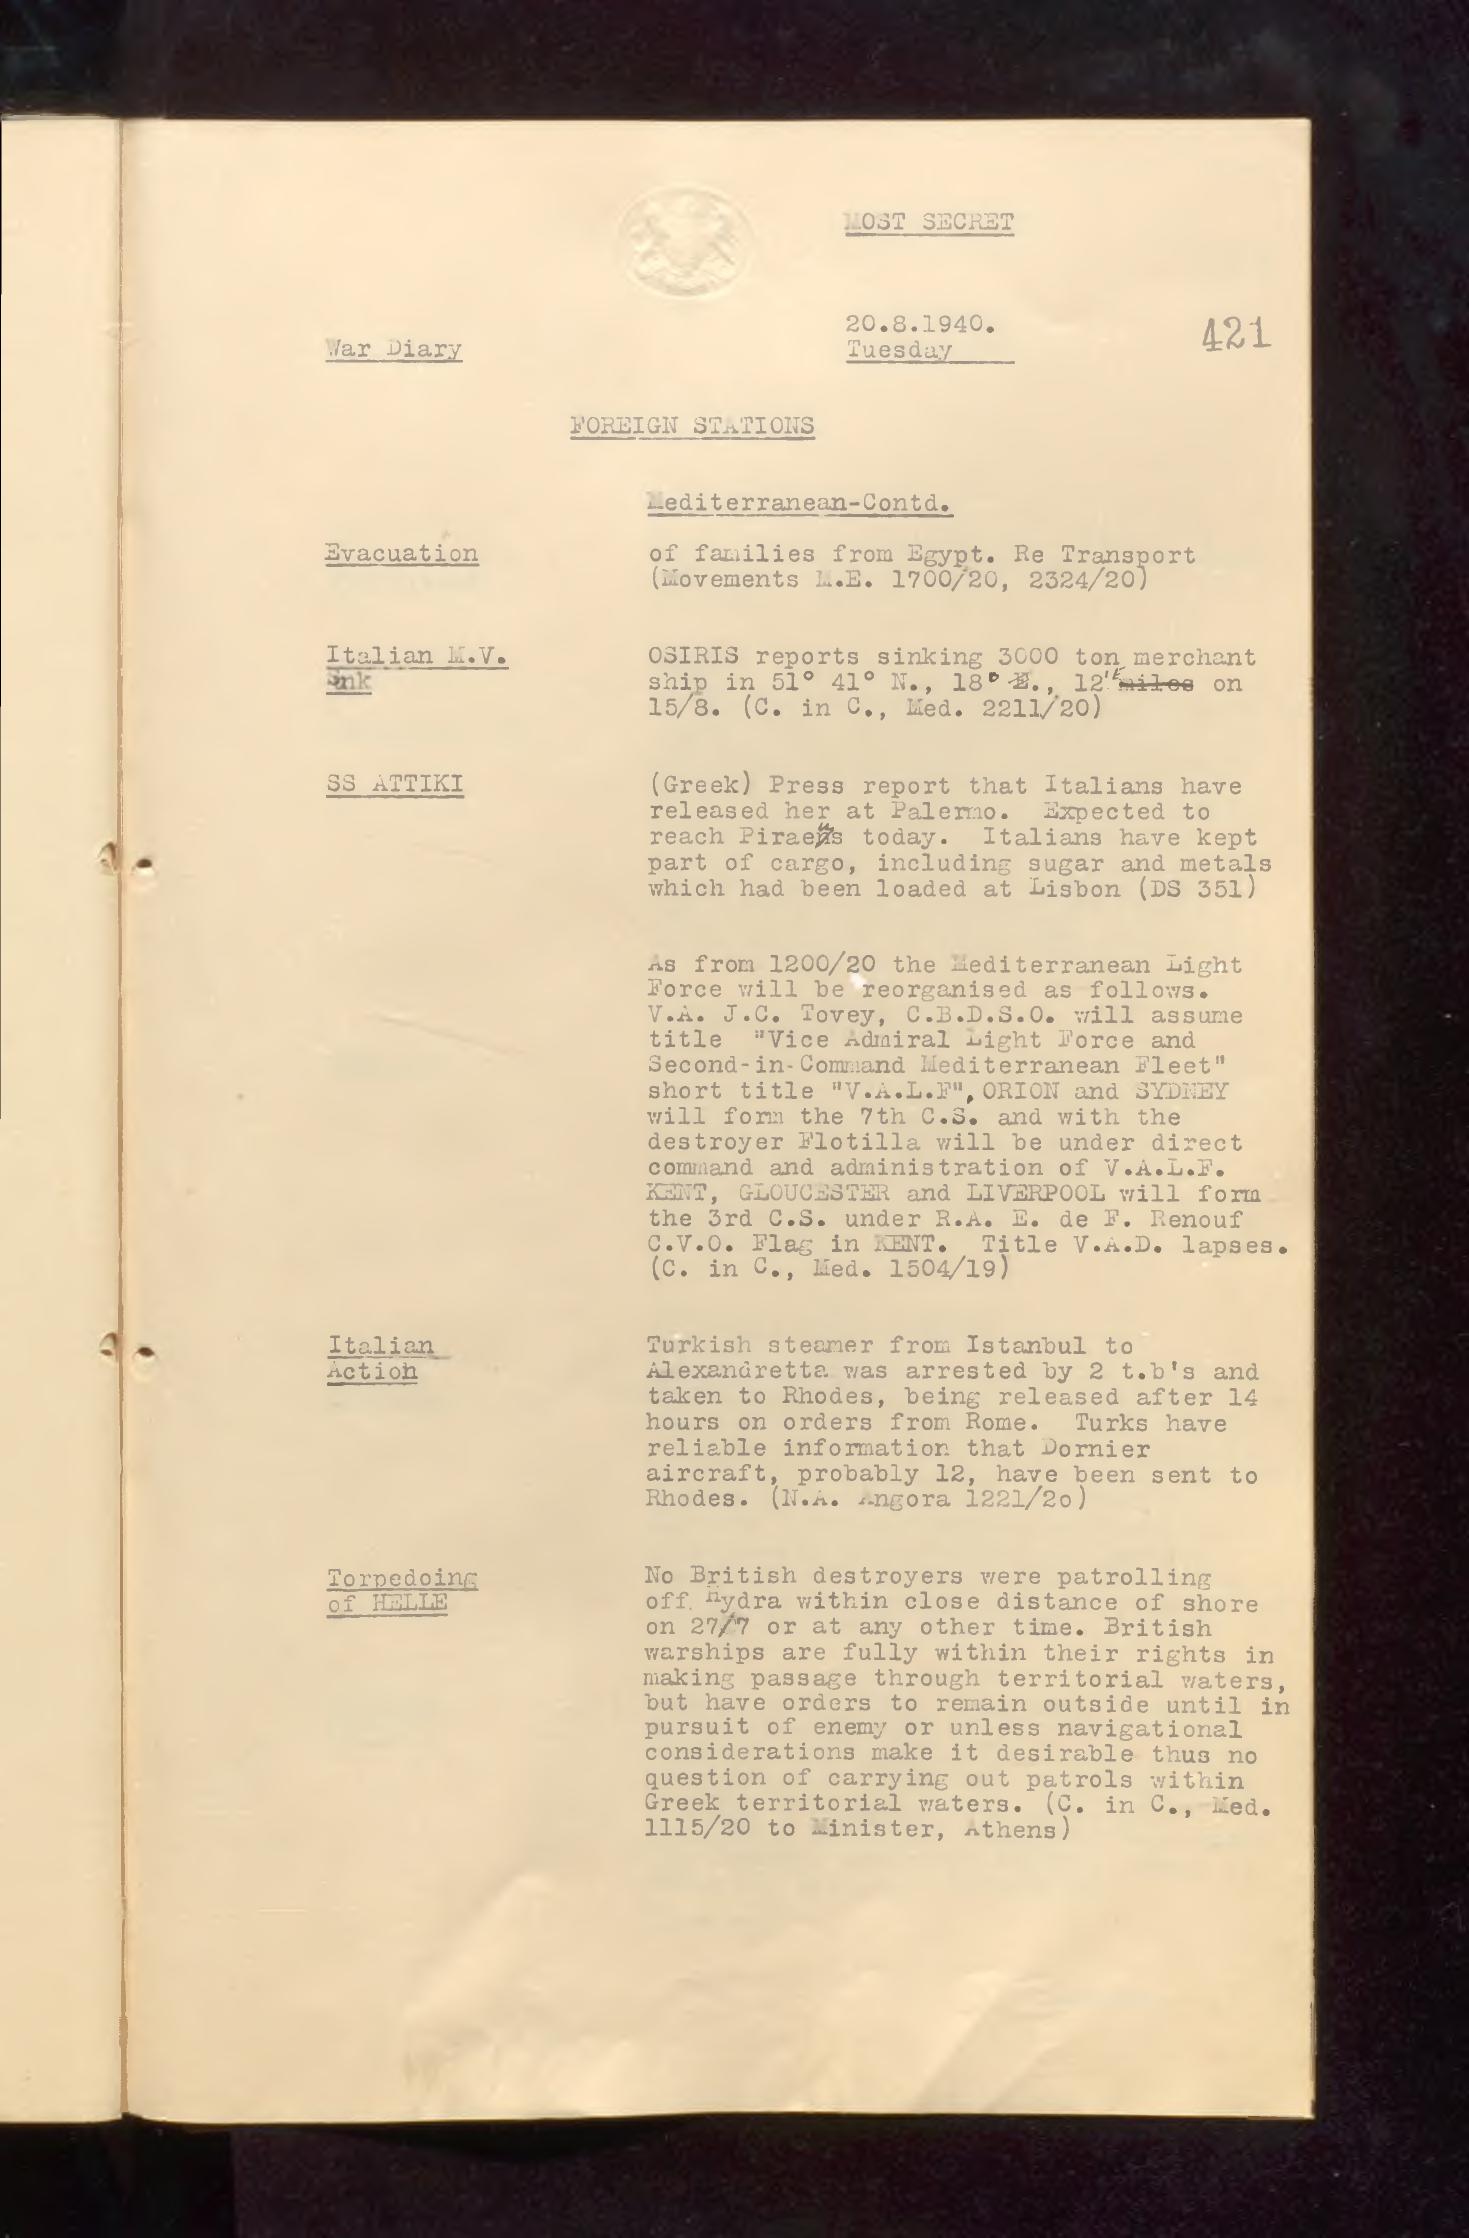 MOST SECRET
20.8.1940.
421
War Diary
Tuesday
FOREIGN STATIONS
Mediterranean-Contd.
Evacuation of families from Egypt. Re Transport
(Movements M.E. 1700/20, 2324/20)
Italian M.V. OSIRIS reports sinking 3000 ton merchant
Sunk ship in 51° 41° N., 18° E., 12' miles on
15/8. (C. in C., Med. 2211/20)
SS ATTIKI (Greek) Press report that Italians have
released her at Palermo. Expected to
reach Piraeus today. Italians have kept
part of cargo, including sugar and metals
which had been loaded at Lisbon (DS 351)
As from 1200/20 the Mediterranean Light
Force will be reorganised as follows.
V.A. J.C. Tovey, C.B.D.S.O. will assume
title "Vice Admiral Light Force and
Second-in-Command Mediterranean Fleet"
short title "V.A.L.F", ORION and SYDNEY
will form the 7th C.S. and with the
destroyer Flotilla will be under direct
command and administration of V.A.L.F.
KENT, GLOUCESTER and LIVERPOOL will form
the 3rd C.S. under R.A. E. de F. Renouf
C.V.O. Flag in KENT. Title V.A.D. lapses.
(C. in C., Med. 1504/19)
Italian Turkish steamer from Istanbul to
Action Alexandretta was arrested by 2 t.b's and
taken to Rhodes, being released after 14
hours on orders from Rome. Turks have
reliable information that Dornier
aircraft, probably 12, have been sent to
Rhodes. (N.A. Angora 1221/2o)
Torpedoing No British destroyers were patrolling
of HELLE off. Hydra within close distance of shore
on 27/7 or at any other time. British
warships are fully within their rights in
making passage through territorial waters,
but have orders to remain outside until in
pursuit of enemy or unless navigational
considerations make it desirable thus no
question of carrying out patrols within
Greek territorial waters. (C. in C., Med.
1115/20 to Minister, Athens)